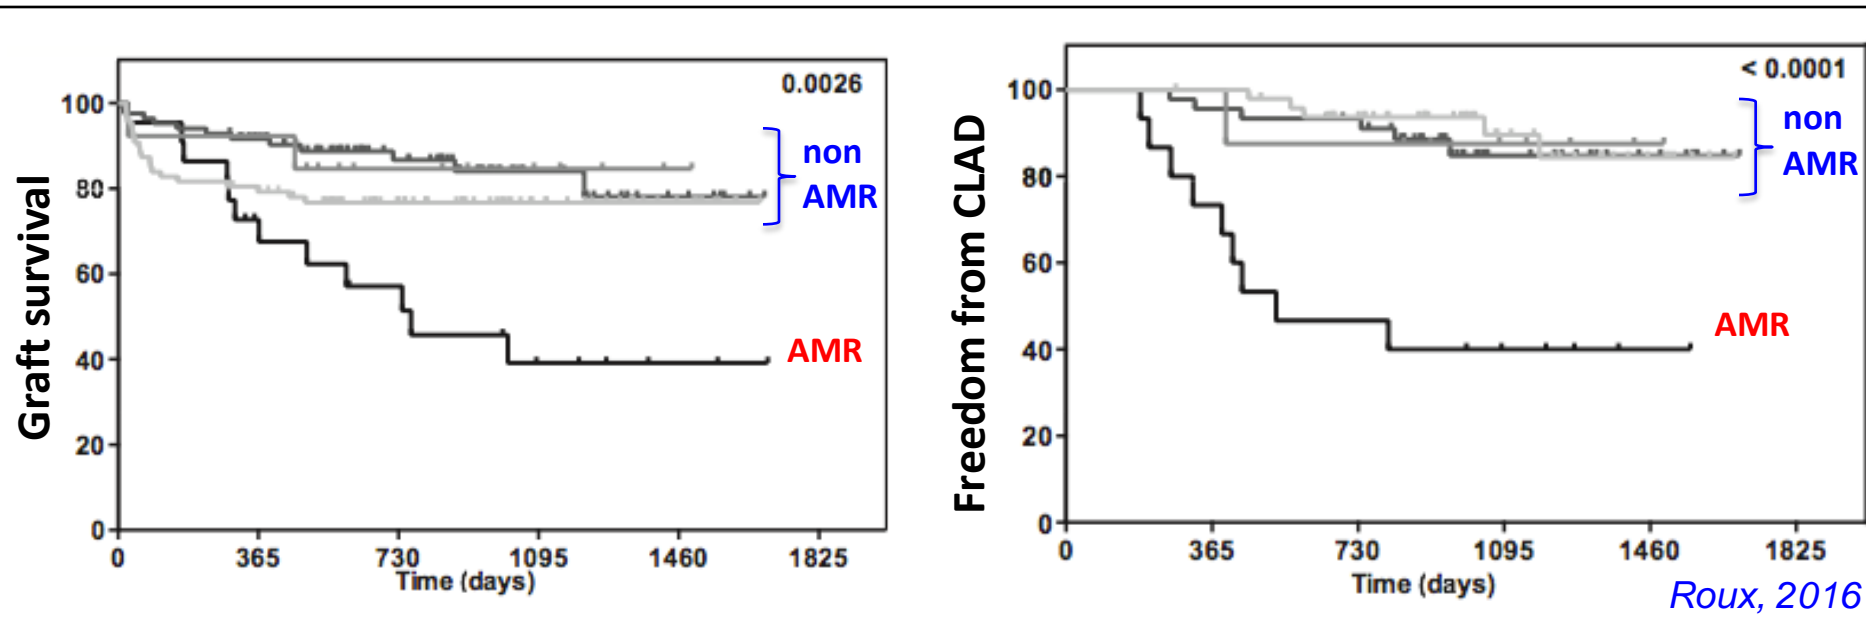 Graft survival
100
80
60
40
20
0
0 365 730 1095 1460 1825
Time (days)
0.0026
non
AMR
AMR
Freedom from CLAD
100
80
60
40
20
0
0 365 730 1095 1460 1825
Time (days)
< 0.0001
non
AMR
AMR
Roux, 2016